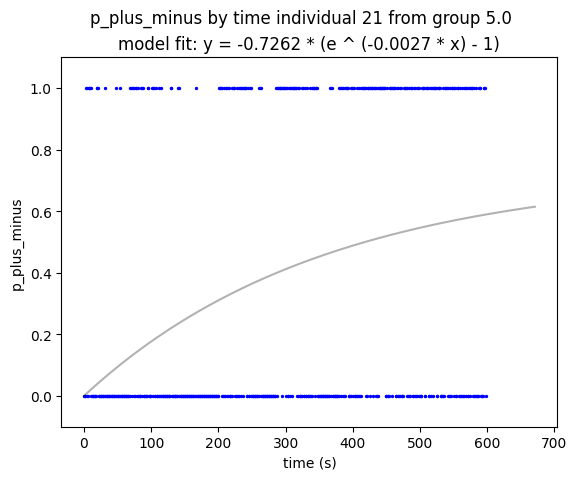 p_plus_minus by time individual 21 from group 5.0
model fit: y = -0.7262 * (e ^ (-0.0027 * x) - 1)
1.0
0.8
0.6
0.4
0.2
0.0
p_plus_minus
0 100 200 300 400 500 600 700
time (s)